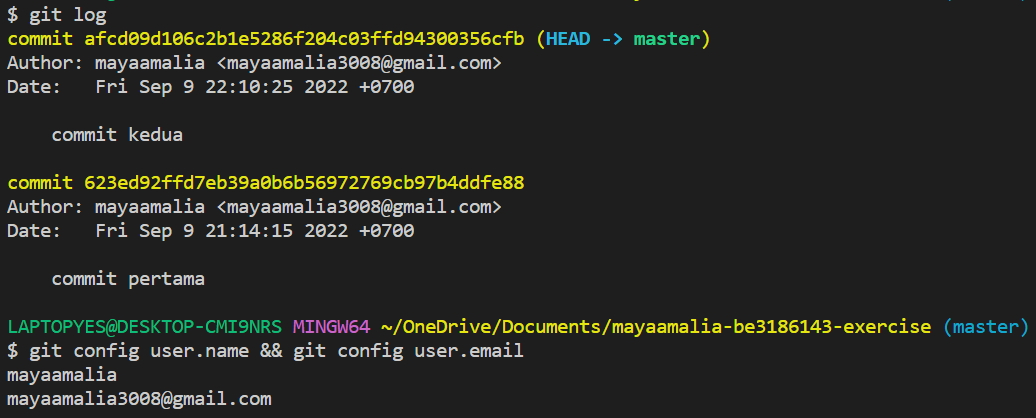 $ git log
commit afcd09d106c2b1e5286f204c03ffd94300356cfb (HEAD -> master)
Author: mayaamalia <mayaamalia3008@gmail.com>
Date:   Fri Sep 9 22:10:25 2022 +0700

    commit kedua

commit 623ed92ffd7eb39a0b6b56972769cb97b4ddfe88
Author: mayaamalia <mayaamalia3008@gmail.com>
Date:   Fri Sep 9 21:14:15 2022 +0700

    commit pertama

LAPTOPYES@DESKTOP-CMI9NRS MINGW64 ~/OneDrive/Documents/mayaamalia-be3186143-exercise (master)
$ git config user.name && git config user.email
mayaamalia
mayaamalia3008@gmail.com